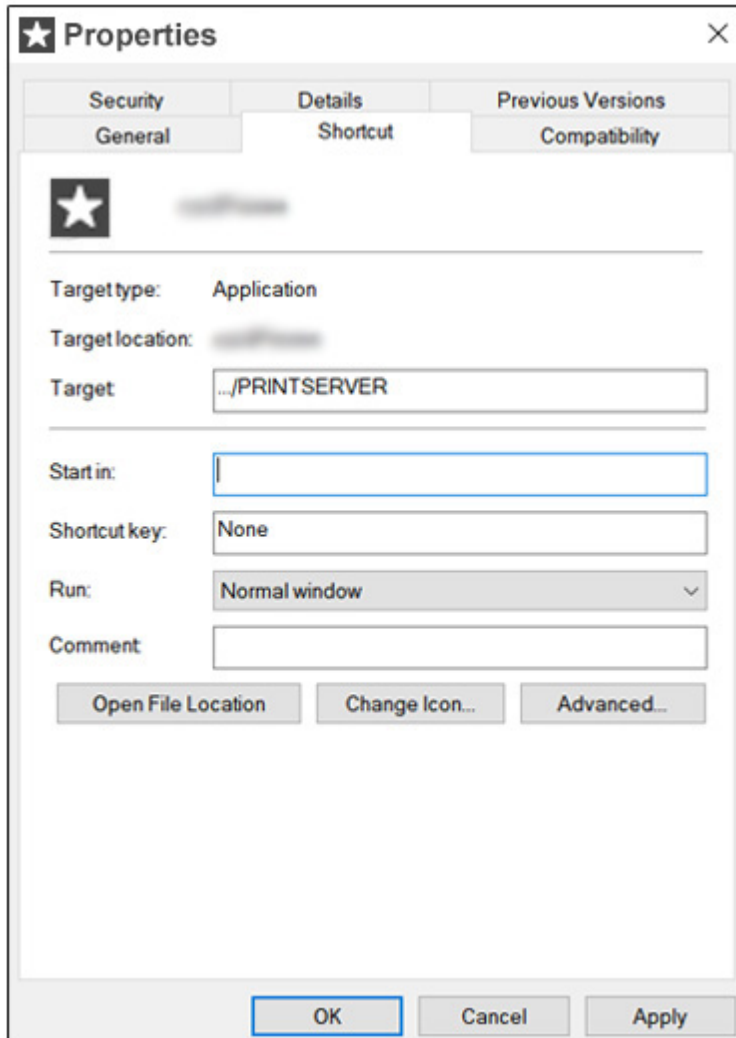 Properties
Security Details Previous Versions
General Shortcut Compatibility
Target type: Application
Target location:
Target: .../PRINTSERVER
Start in:
Shortcut key: None
Run: Normal window
Comment:
Open File Location Change Icon... Advanced...
OK Cancel Apply